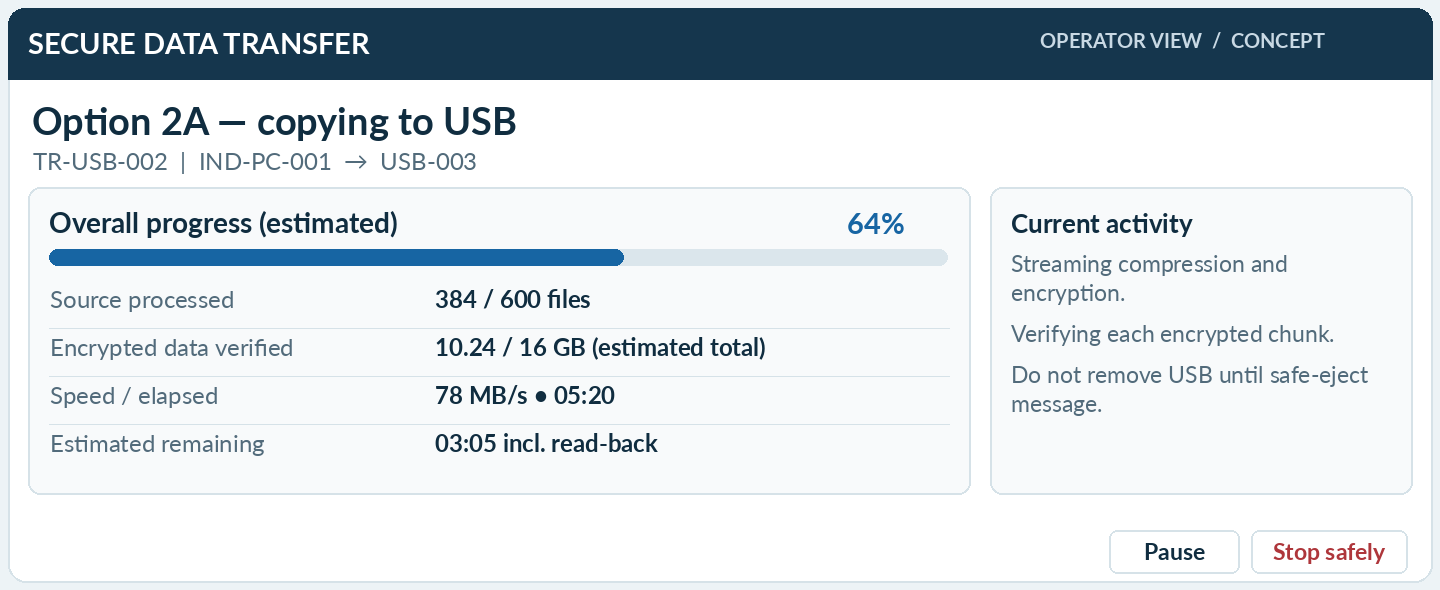 SECURE DATA TRANSFER
OPERATOR VIEW / CONCEPT
Option 2A — copying to USB
TR-USB-002 | IND-PC-001 → USB-003
Overall progress (estimated) 64%
Source processed 384 / 600 files
Encrypted data verified 10.24 / 16 GB (estimated total)
Speed / elapsed 78 MB/s • 05:20
Estimated remaining 03:05 incl. read-back
Current activity
Streaming compression and
encryption.
Verifying each encrypted chunk.
Do not remove USB until safe-eject
message.
Pause
Stop safely